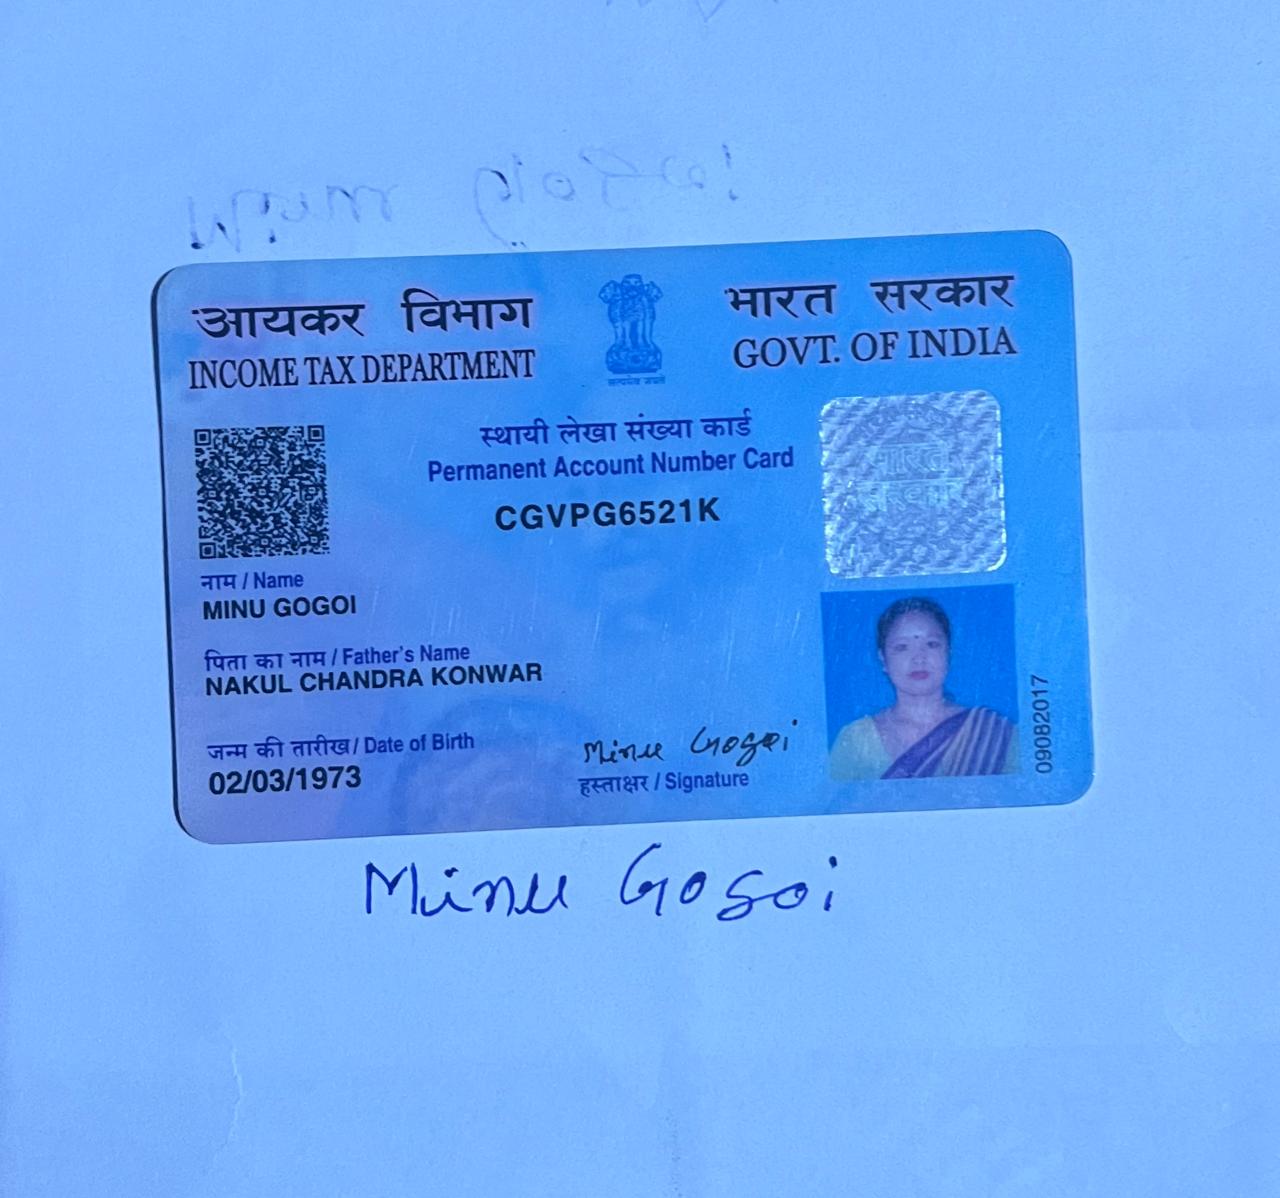 Minu Gogoi
आयकर विभाग
INCOME TAX DEPARTMENT
सत्यमेव जयते
भारत सरकार
GOVT. OF INDIA
स्थायी लेखा संख्या कार्ड
Permanent Account Number Card
CGVPG6521K
भारत
सरकार
नाम / Name
MINU GOGOI
पिता का नाम / Father's Name
NAKUL CHANDRA KONWAR
जन्म की तारीख / Date of Birth
02/03/1973
Minu Gogoi
हस्ताक्षर / Signature
09082017
Minu Gogoi